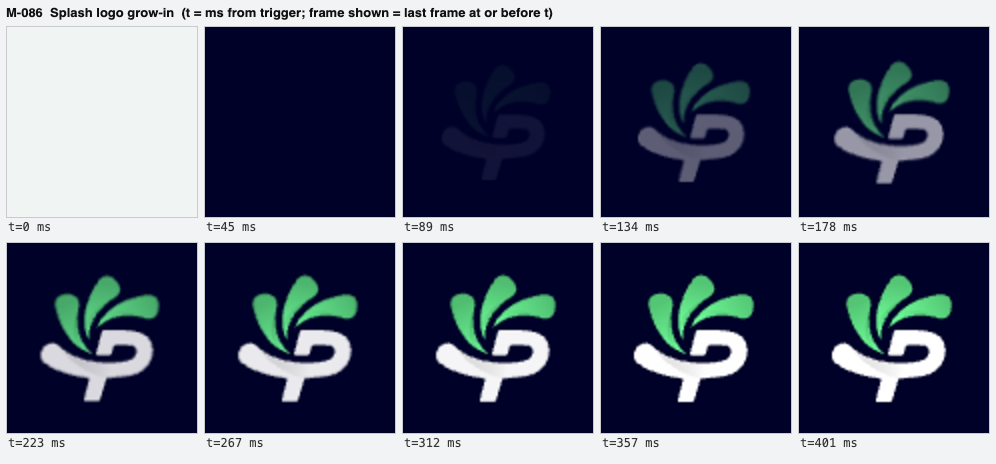 M-086 Splash logo grow-in (t = ms from trigger; frame shown = last frame at or before t)
t=0 ms
t=45 ms
t=89 ms
t=134 ms
t=178 ms
t=223 ms
t=267 ms
t=312 ms
t=357 ms
t=401 ms